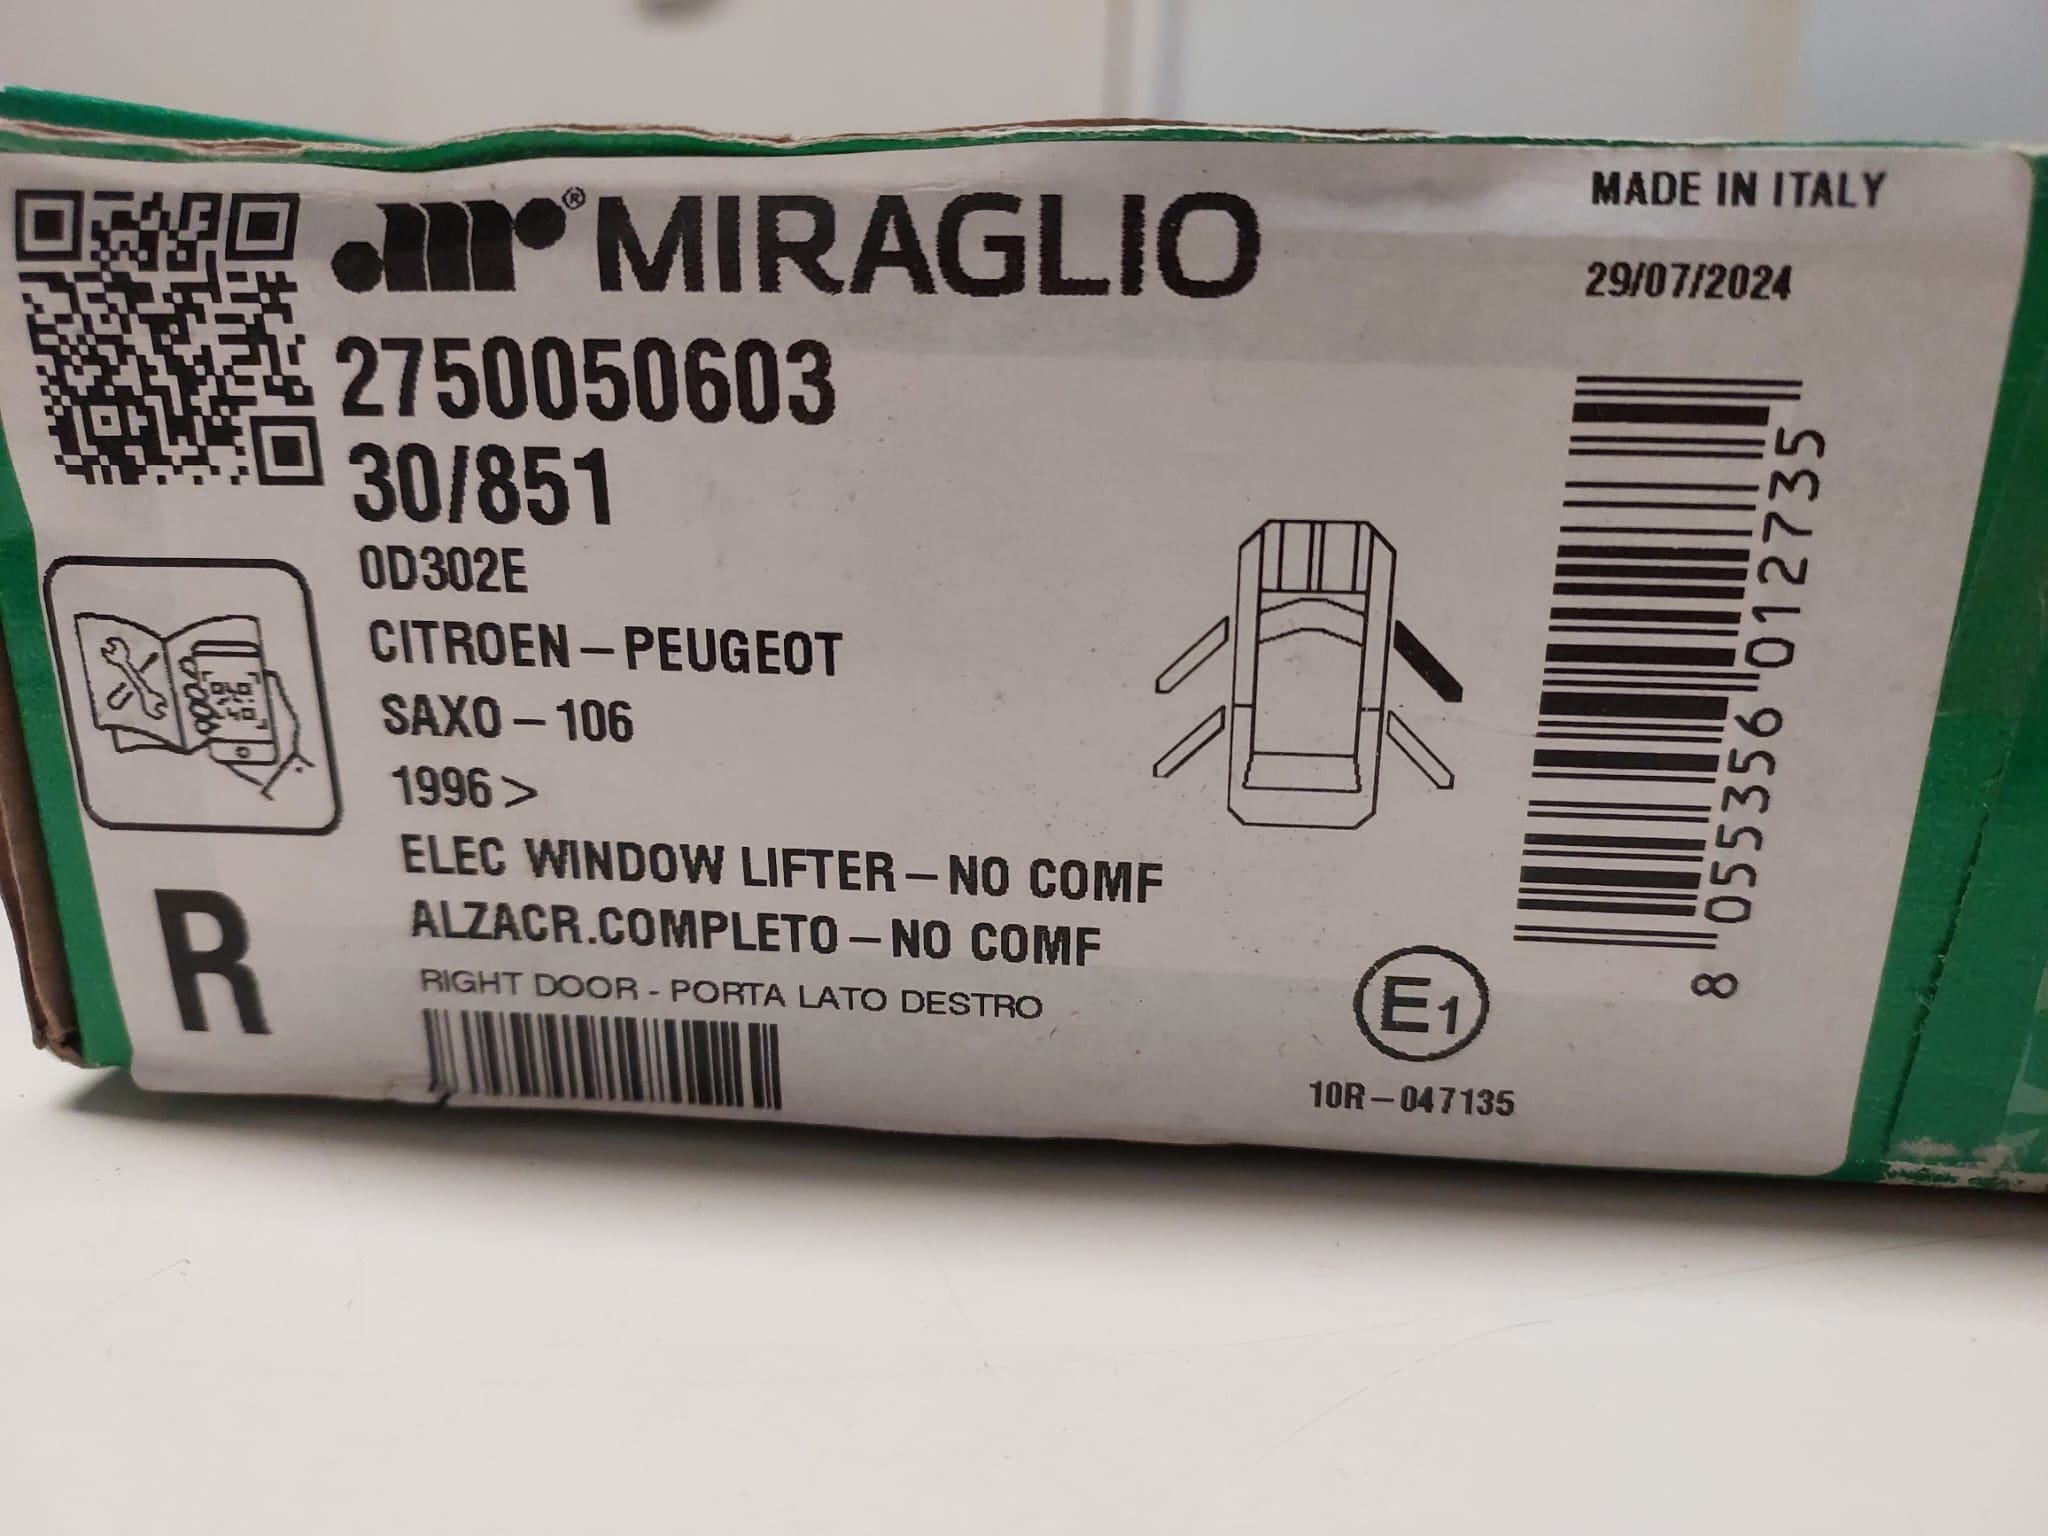 ® MIRAGLIO
MADE IN ITALY
29/07/2024
2750050603
30/851
0D302E
CITROEN-PEUGEOT
SAXO-106
1996>
ELEC WINDOW LIFTER-NO COMF
ALZACR.COMPLETO-NO COMF
RIGHT DOOR - PORTA LATO DESTRO
R
8 055356 012735
E1
10R-047135